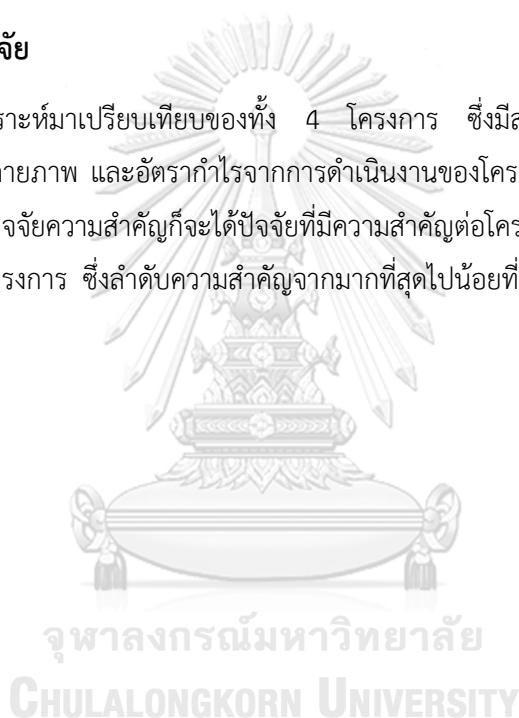 จัย
ราะห์มาเปรียบเทียบของทั้ง 4 โครงการ ซึ่งมีส
กายภาพ และอัตรากำไรจากการดำเนินงานของโคร
จจัยความสำคัญก็จะได้ปัจจัยที่มีความสำคัญต่อโคร
รงการ ซึ่งลำดับความสำคัญจากมากที่สุดไปน้อยที่
จุฬาลงกรณ์มหาวิทยาลัย
CHULALONGKORN UNIVERSITY